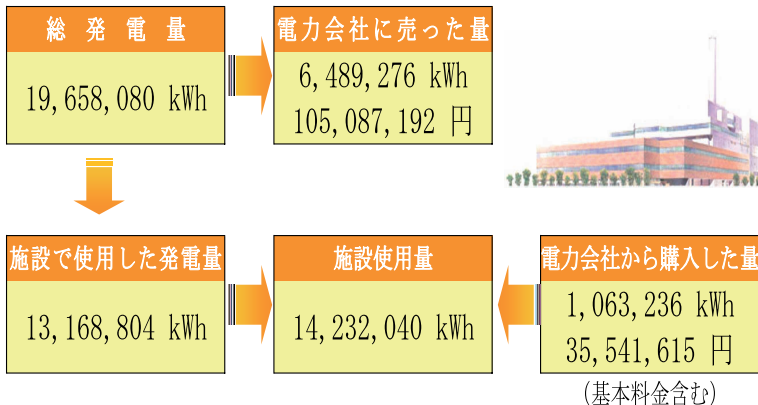 総発電量
19,658,080 kWh
電力会社に売った量
6,489,276 kWh
105,087,192 円
施設で使用した発電量
13,168,804 kWh
施設使用量
14,232,040 kWh
電力会社から購入した量
1,063,236 kWh
35,541,615 円
(基本料金含む)